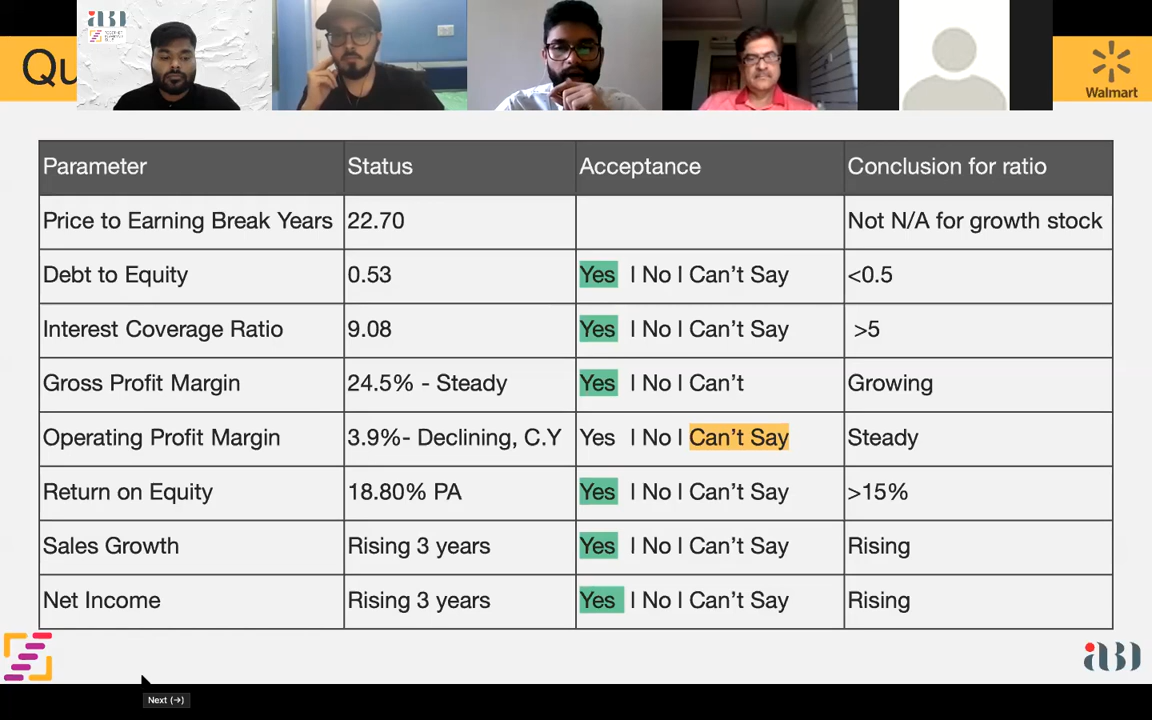 Qu
Walmart
Parameter Status Acceptance Conclusion for ratio
Price to Earning Break Years 22.70 Not N/A for growth stock
Debt to Equity 0.53 Yes I No I Can't Say <0.5
Interest Coverage Ratio 9.08 Yes I No I Can't Say >5
Gross Profit Margin 24.5% - Steady Yes I No I Can't Growing
Operating Profit Margin 3.9%- Declining, C.Y Yes I No I Can't Say Steady
Return on Equity 18.80% PA Yes I No I Can't Say >15%
Sales Growth Rising 3 years Yes I No I Can't Say Rising
Net Income Rising 3 years Yes I No I Can't Say Rising
Next (→)